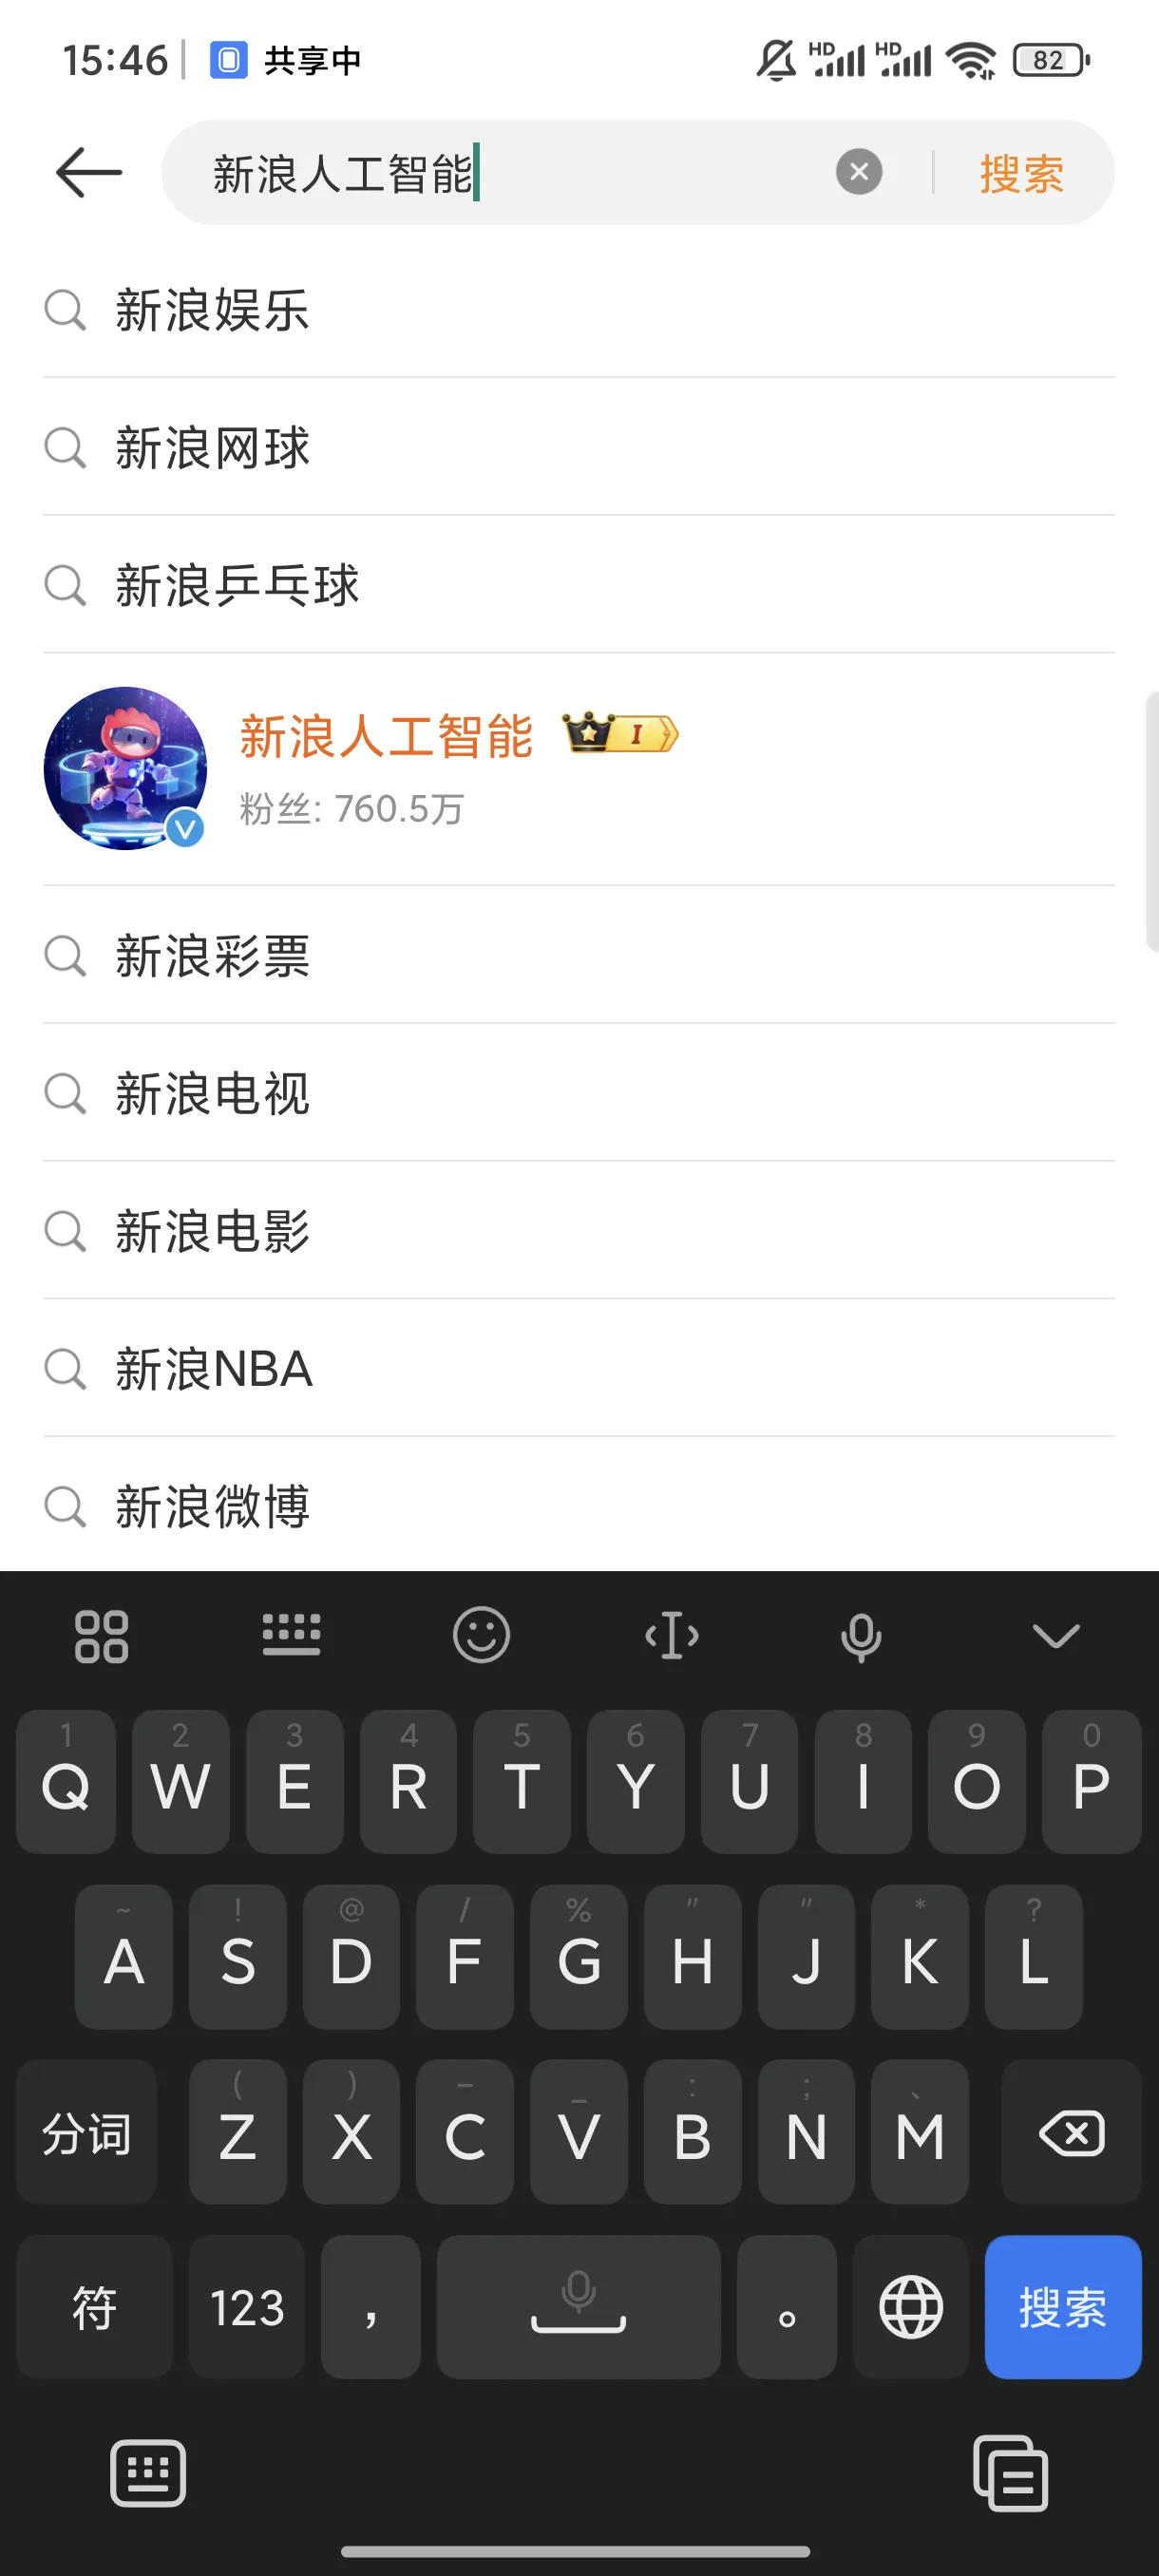 15:46 共享中 HD HD 82
新浪人工智能 搜索
新浪娱乐
新浪网球
新浪乒乓球
新浪人工智能 I
粉丝: 760.5万
V
新浪彩票
新浪电视
新浪电影
新浪NBA
新浪微博
1 2 3 4 5 6 7 8 9 0
Q W E R T Y U I O P
~ ! @ / % " " * ?
A S D F G H J K L
( ) – _ : ; 、
分词 Z X C V B N M
符 123 , 。 搜索